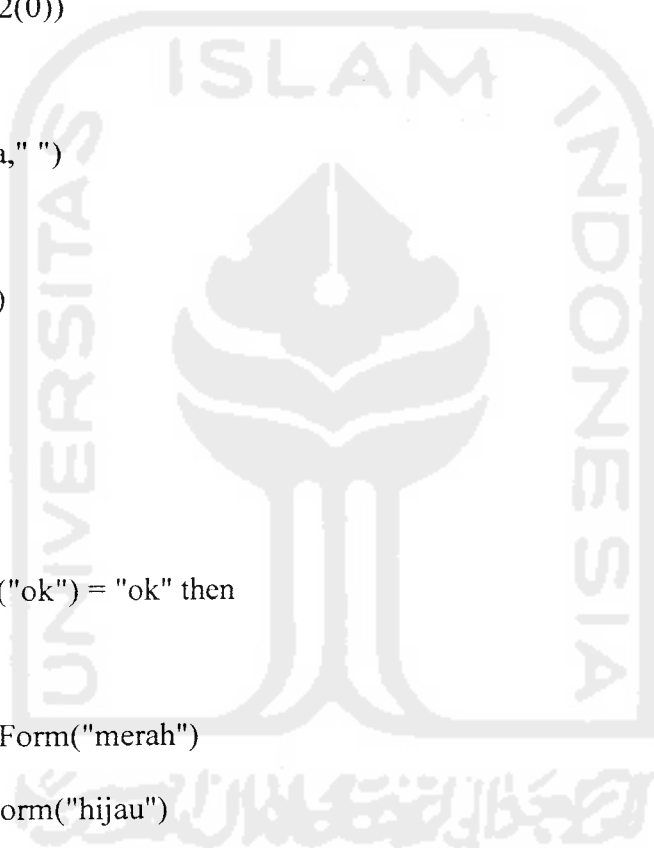 2(0))
ISLAM
a," ")
UNIVERSITAS
INDONESIA
)
("ok") = "ok" then
Form("merah")
orm("hijau")